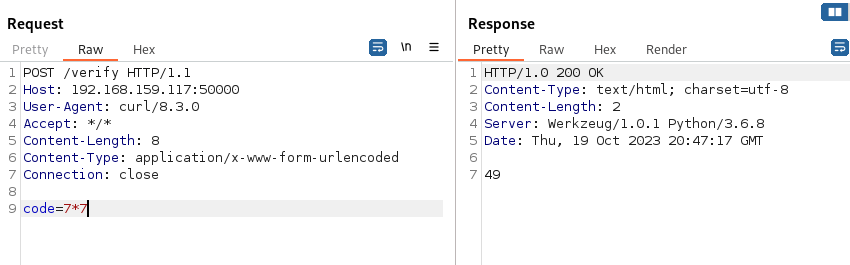 Request
Pretty Raw Hex \n
1 POST /verify HTTP/1.1
2 Host: 192.168.159.117:50000
3 User-Agent: curl/8.3.0
4 Accept: */*
5 Content-Length: 8
6 Content-Type: application/x-www-form-urlencoded
7 Connection: close
8
9 code=7*7
Response
Pretty Raw Hex Render
1 HTTP/1.0 200 OK
2 Content-Type: text/html; charset=utf-8
3 Content-Length: 2
4 Server: Werkzeug/1.0.1 Python/3.6.8
5 Date: Thu, 19 Oct 2023 20:47:17 GMT
6
7 49